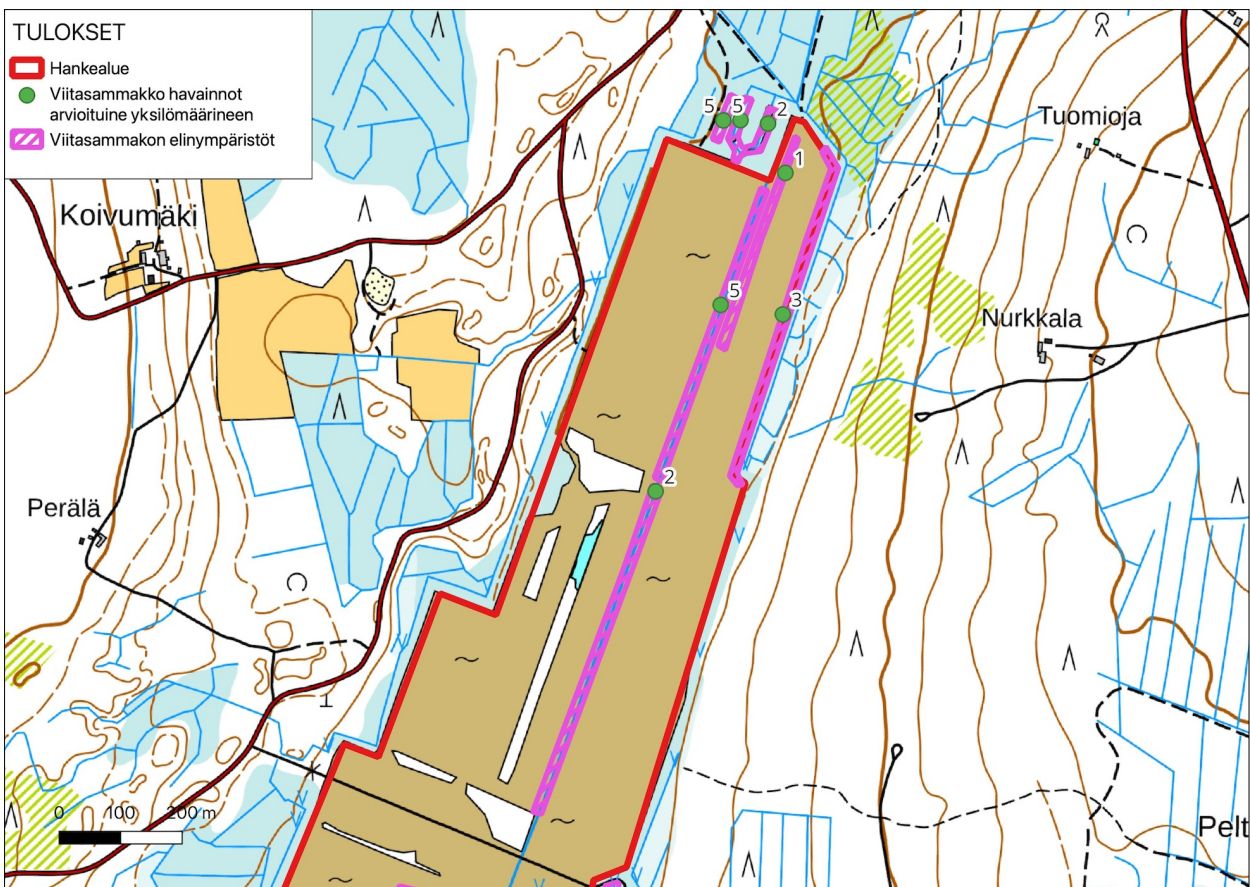 TULOKSET
Hankealue
Viitasammakko havainnot
arvioituine yksilömäärineen
Viitasammakon elinympäristöt
5
5
2
1
Tuomioja
Koivumäki
5
3
Nurkkala
2
Perälä
0 100 200 m
Pelt